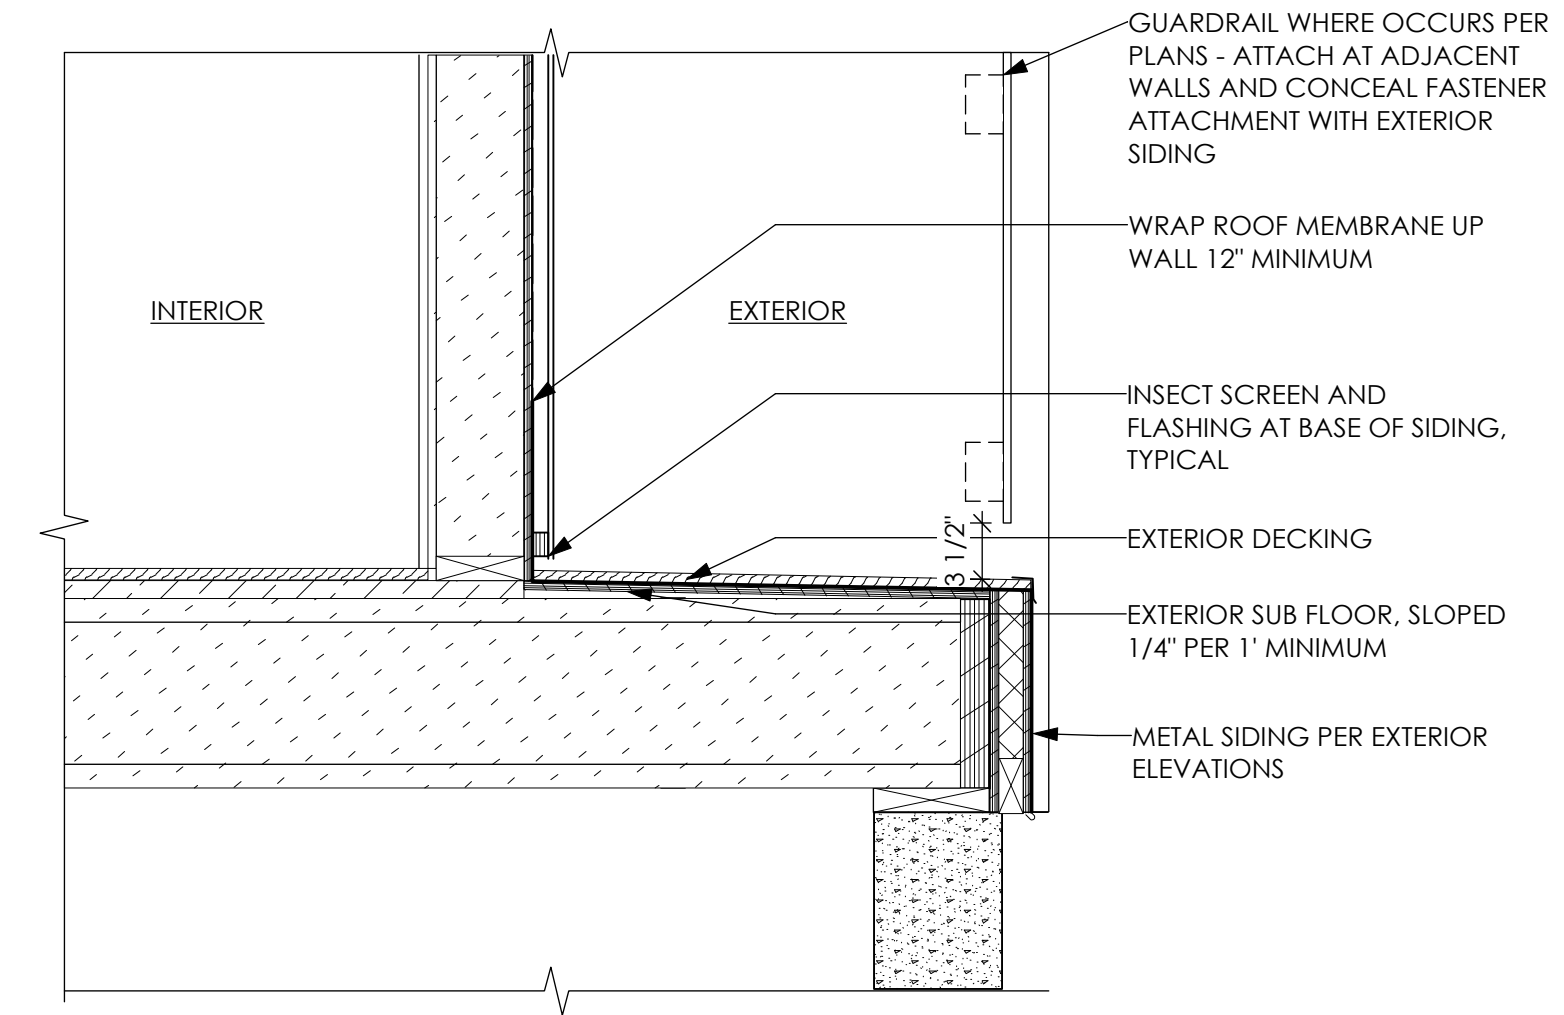 GUARDRAIL WHERE OCCURS PER
PLANS - ATTACH AT ADJACENT
WALLS AND CONCEAL FASTENER
ATTACHMENT WITH EXTERIOR
SIDING
WRAP ROOF MEMBRANE UP
WALL 12" MINIMUM
INTERIOR
EXTERIOR
INSECT SCREEN AND
FLASHING AT BASE OF SIDING,
TYPICAL
3 1/2"
EXTERIOR DECKING
EXTERIOR SUB FLOOR, SLOPED
1/4" PER 1' MINIMUM
METAL SIDING PER EXTERIOR
ELEVATIONS